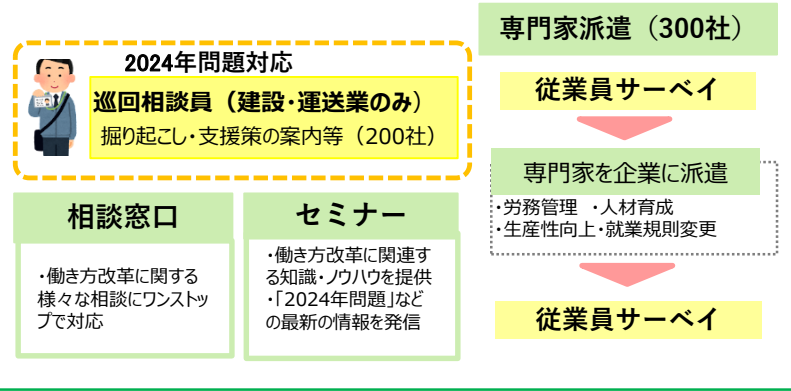 2024年問題対応
巡回相談員（建設・運送業のみ）
掘り起こし・支援策の案内等（200社）
相談窓口
・働き方改革に関する
様々な相談にワンストッ
プで対応
セミナー
・働き方改革に関連す
る知識・ノウハウを提供
・「2024年問題」など
の最新の情報を発信
専門家派遣（300社）
従業員サーベイ
専門家を企業に派遣
・労務管理　・人材育成
・生産性向上・就業規則変更
従業員サーベイ